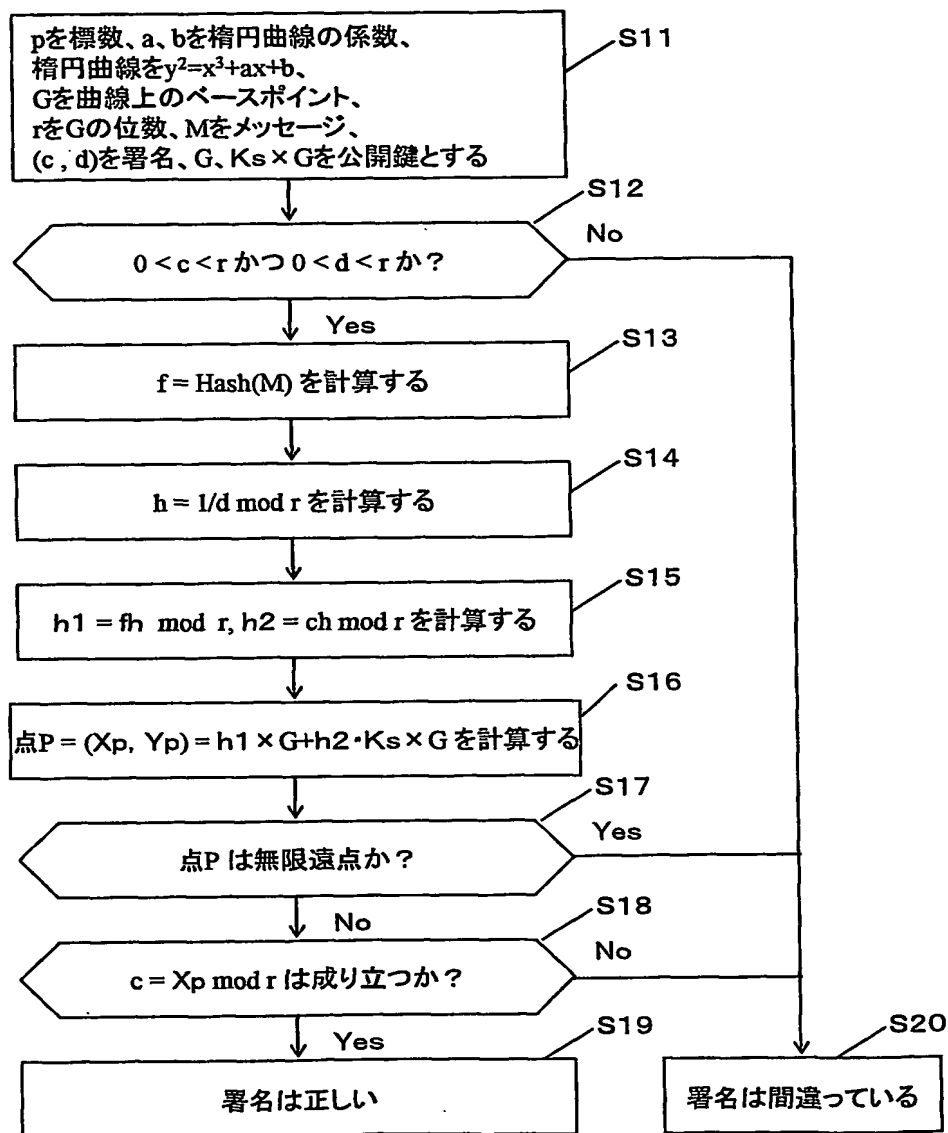 pを標数、a、bを楕円曲線の係数、
楕円曲線をy²=x³+ax+b、
Gを曲線上のベースポイント、
rをGの位数、Mをメッセージ、
(c , d)を署名、G、Ks×Gを公開鍵とする
S11
S12
0<c<rかつ0<d<rか?
No
Yes
S13
f = Hash(M) を計算する
S14
h = 1/d mod r を計算する
S15
h1 = fh mod r, h2 = ch mod r を計算する
S16
点P = (Xp, Yp) = h1×G+h2・Ks×G を計算する
S17
点P は無限遠点か?
Yes
No
S18
c = Xp mod r は成り立つか?
No
Yes
S19
署名は正しい
S20
署名は間違っている